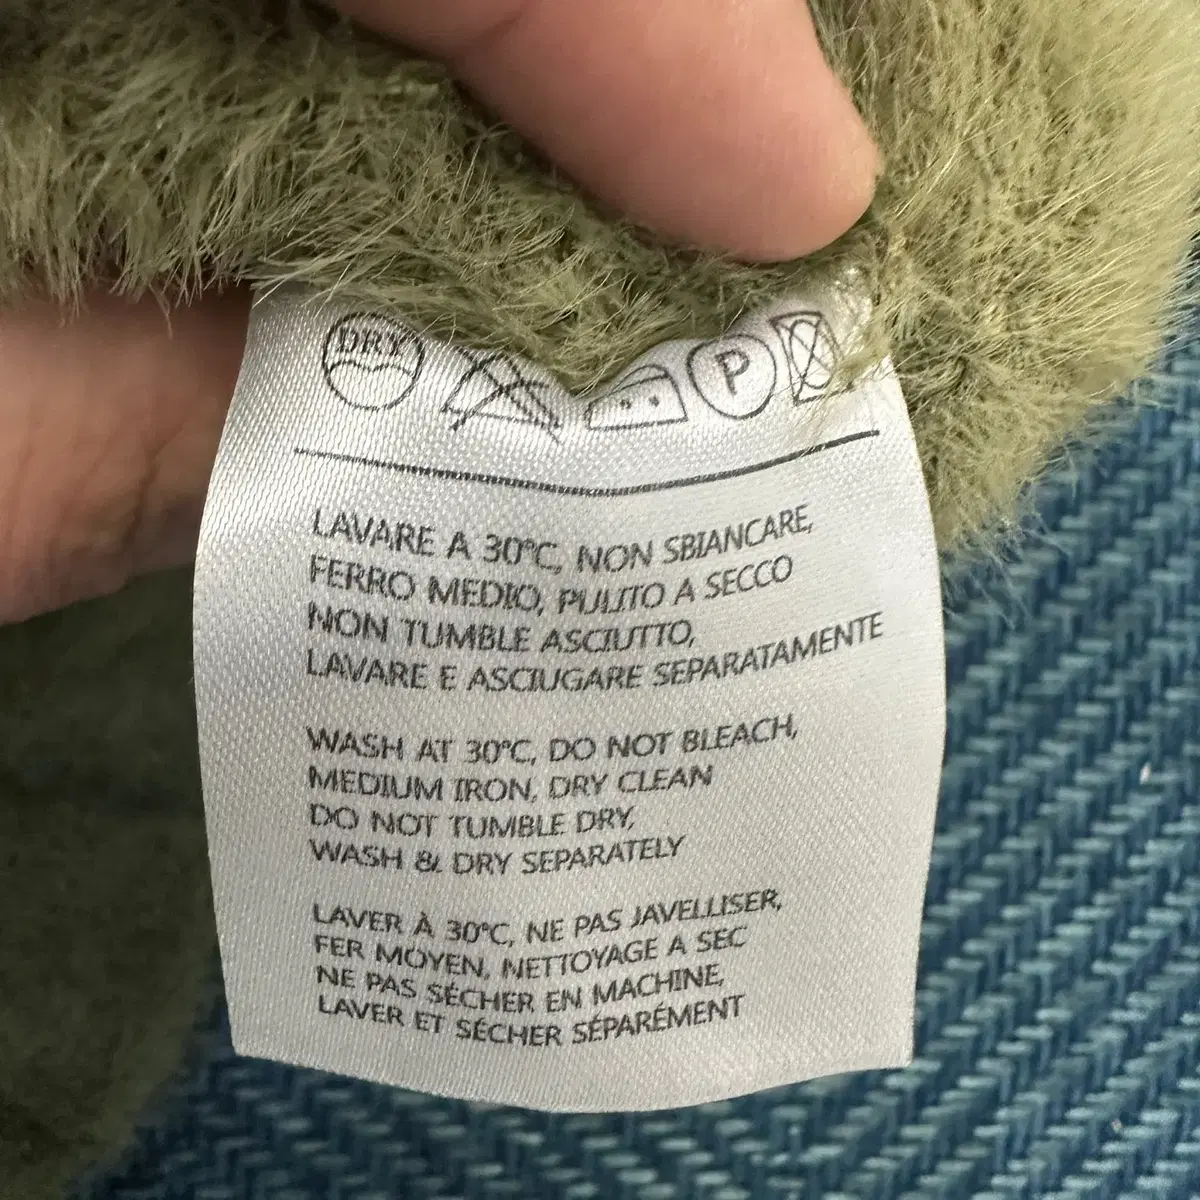 DRY
P
LAVARE A 30°C, NON SBIANCARE,
FERRO MEDIO, PULITO A SECCO
NON TUMBLE ASCIUTTO,
LAVARE E ASCIUGARE SEPARATAMENTE
WASH AT 30°C, DO NOT BLEACH,
MEDIUM IRON, DRY CLEAN
DO NOT TUMBLE DRY,
WASH & DRY SEPARATELY
LAVER À 30°C, NE PAS JAVELLISER,
FER MOYEN, NETTOYAGE A SEC
NE PAS SÉCHER EN MACHINE,
LAVER ET SÉCHER SÉPARÉMENT